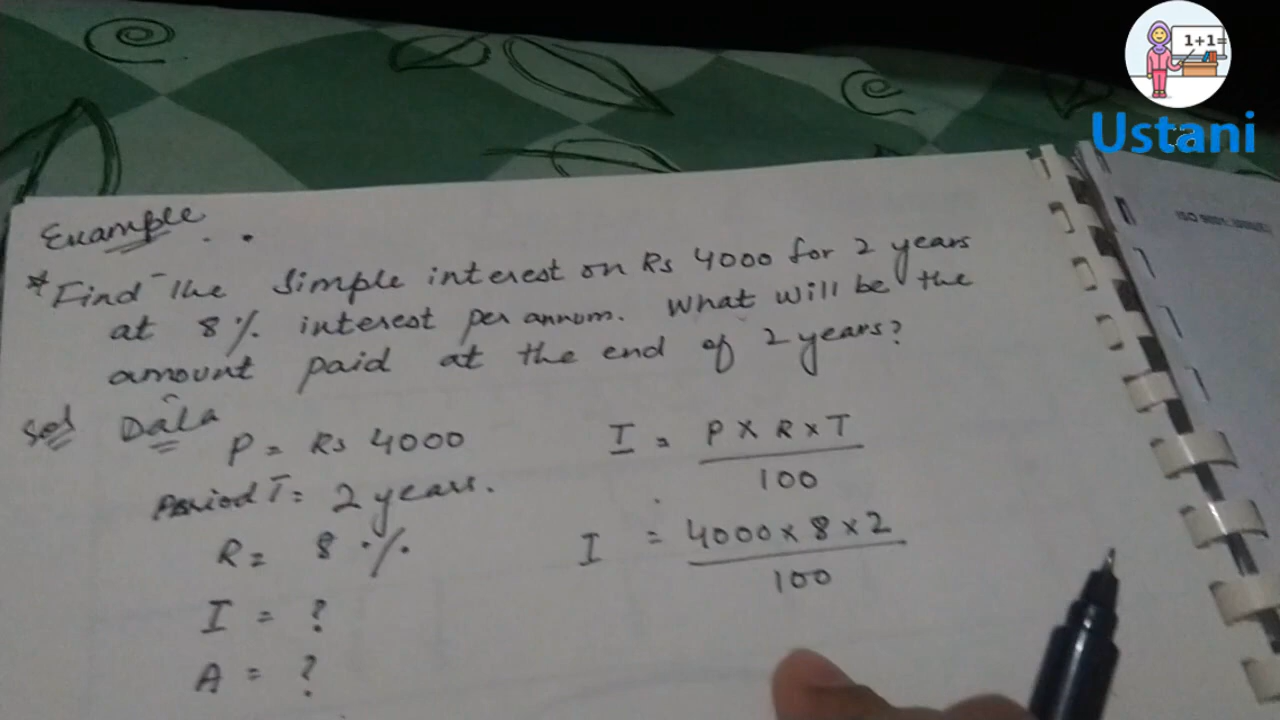 1+1=
Ustani
Example
*Find the Simple interest on Rs 4000 for 2 years
at 8% interest per annum. What will be the
amount paid at the end of 2 years?
Sol Data
P = Rs 4000
Period T = 2 years.
R = 8 %
I = ?
A = ?
I = P X R X T
100
I = 4000 x 8 x 2
100